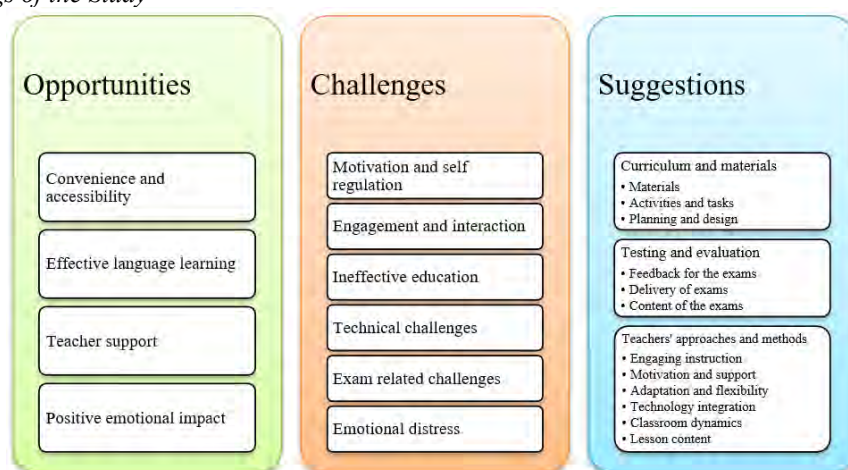 of the Study
Opportunities
Convenience and
accessibility
Effective language learning
Teacher support
Positive emotional impact
Challenges
Motivation and self
regulation
Engagement and interaction
Ineffective education
Technical challenges
Exam related challenges
Emotional distress
Suggestions
Curriculum and materials
• Materials
• Activities and tasks
• Planning and design
Testing and evaluation
• Feedback for the exams
• Delivery of exams
• Content of the exams
Teachers' approaches and methods
• Engaging instruction
• Motivation and support
• Adaptation and flexibility
• Technology integration
• Classroom dynamics
• Lesson content